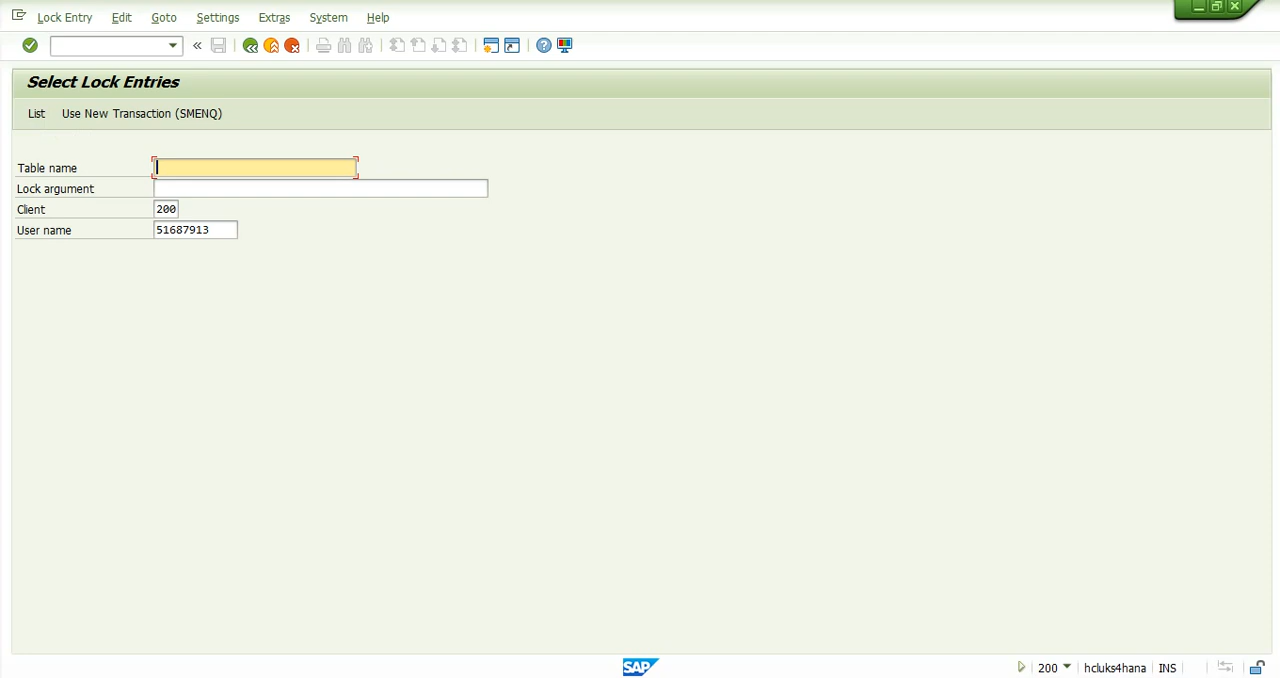 Lock Entry Edit Goto Settings Extras System Help
Select Lock Entries
List Use New Transaction (SMENQ)
Table name
Lock argument
Client 200
User name 51687913
SAP 200 hcluks4hana INS